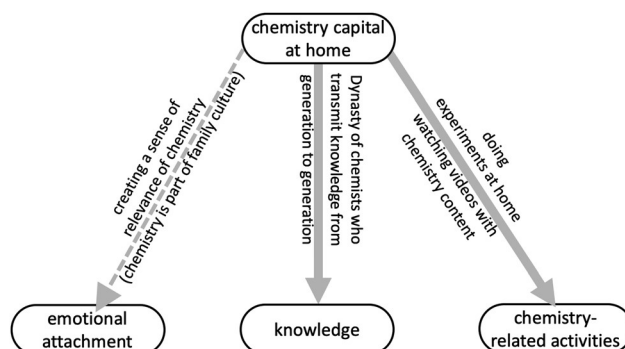 chemistry capital
at home
creating a sense of
relevance of chemistry
(chemistry is part of family culture)
Dynasty of chemists who
transmit knowledge from
generation to generation
doing
experiments at home
watching videos with
chemistry content
emotional
attachment
knowledge
chemistry-
related activities